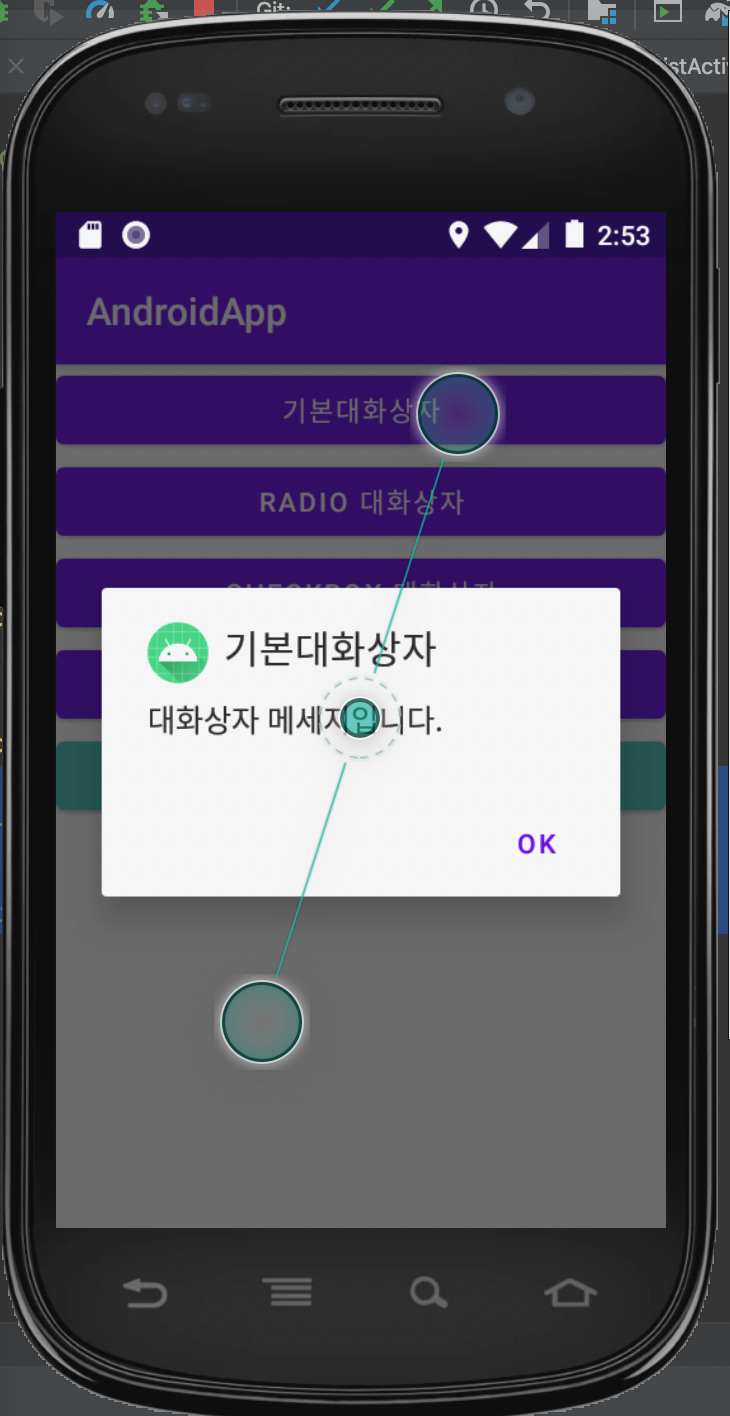 Git:
istActi
2:53
AndroidApp
기본대화상자
RADIO 대화상자
CHECKBOX 대화상자
기본대화상자
대화상자 메세지입니다.
OK